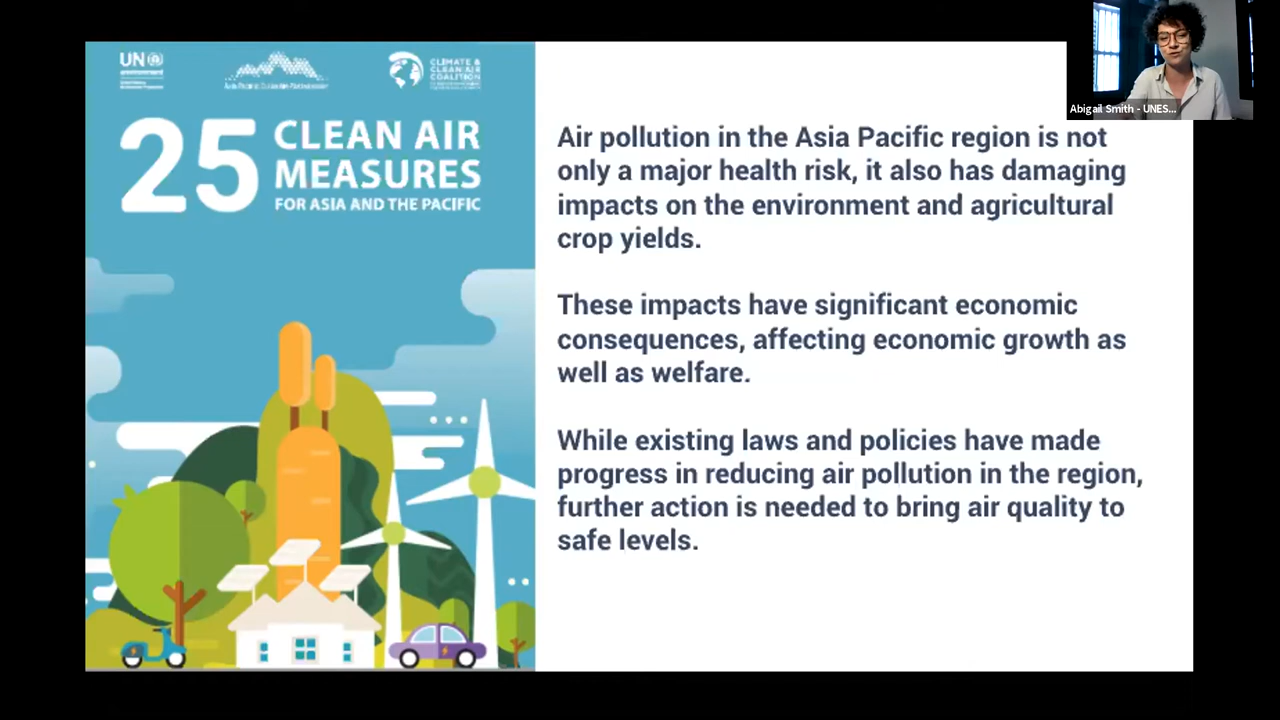 UN
environment
CLIMATE &
CLEAN AIR
COALITION
25 CLEAN AIR
MEASURES
FOR ASIA AND THE PACIFIC
Air pollution in the Asia Pacific region is not
only a major health risk, it also has damaging
impacts on the environment and agricultural
crop yields.
These impacts have significant economic
consequences, affecting economic growth as
well as welfare.
While existing laws and policies have made
progress in reducing air pollution in the region,
further action is needed to bring air quality to
safe levels.
Abigail Smith - UNES...